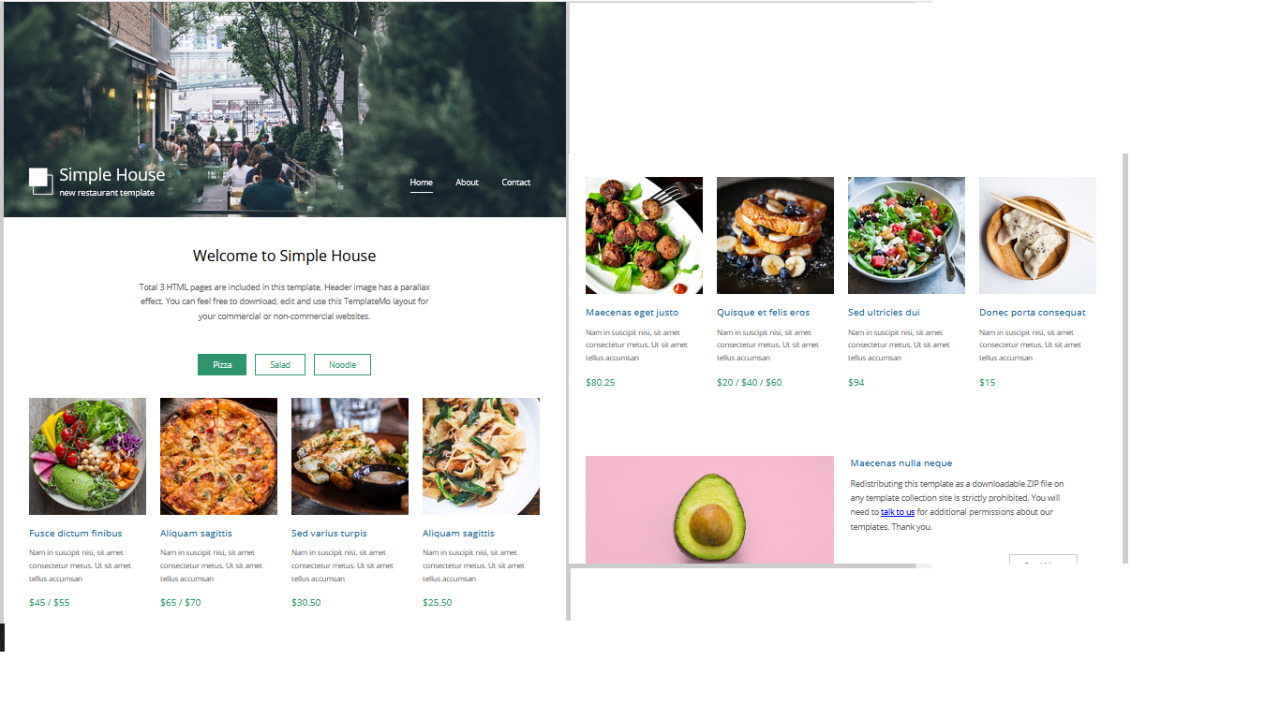 Simple House
new restaurant template
Home About Contact
Welcome to Simple House
Total 3 HTML pages are included in this template. Header image has a parallax
effect. You can feel free to download, edit and use this TemplateMo layout for
your commercial or non-commercial websites.
Pizza Salad Noodle
Fusce dictum finibus
Nam in suscipit nisi, sit amet
consectetur metus. Ut sit amet
tellus accumsan
$45 / $55
Aliquam sagittis
Nam in suscipit nisi, sit amet
consectetur metus. Ut sit amet
tellus accumsan
$65 / $70
Sed varius turpis
Nam in suscipit nisi, sit amet
consectetur metus. Ut sit amet
tellus accumsan
$30.50
Aliquam sagittis
Nam in suscipit nisi, sit amet
consectetur metus. Ut sit amet
tellus accumsan
$25.50
Maecenas eget justo
Nam in suscipit nisi, sit amet
consectetur metus. Ut sit amet
tellus accumsan
$80.25
Quisque et felis eros
Nam in suscipit nisi, sit amet
consectetur metus. Ut sit amet
tellus accumsan
$20 / $40 / $60
Sed ultricies dui
Nam in suscipit nisi, sit amet
consectetur metus. Ut sit amet
tellus accumsan
$94
Donec porta consequat
Nam in suscipit nisi, sit amet
consectetur metus. Ut sit amet
tellus accumsan
$15
Maecenas nulla neque
Redistributing this template as a downloadable ZIP file on
any template collection site is strictly prohibited. You will
need to talk to us for additional permissions about our
templates. Thank you.